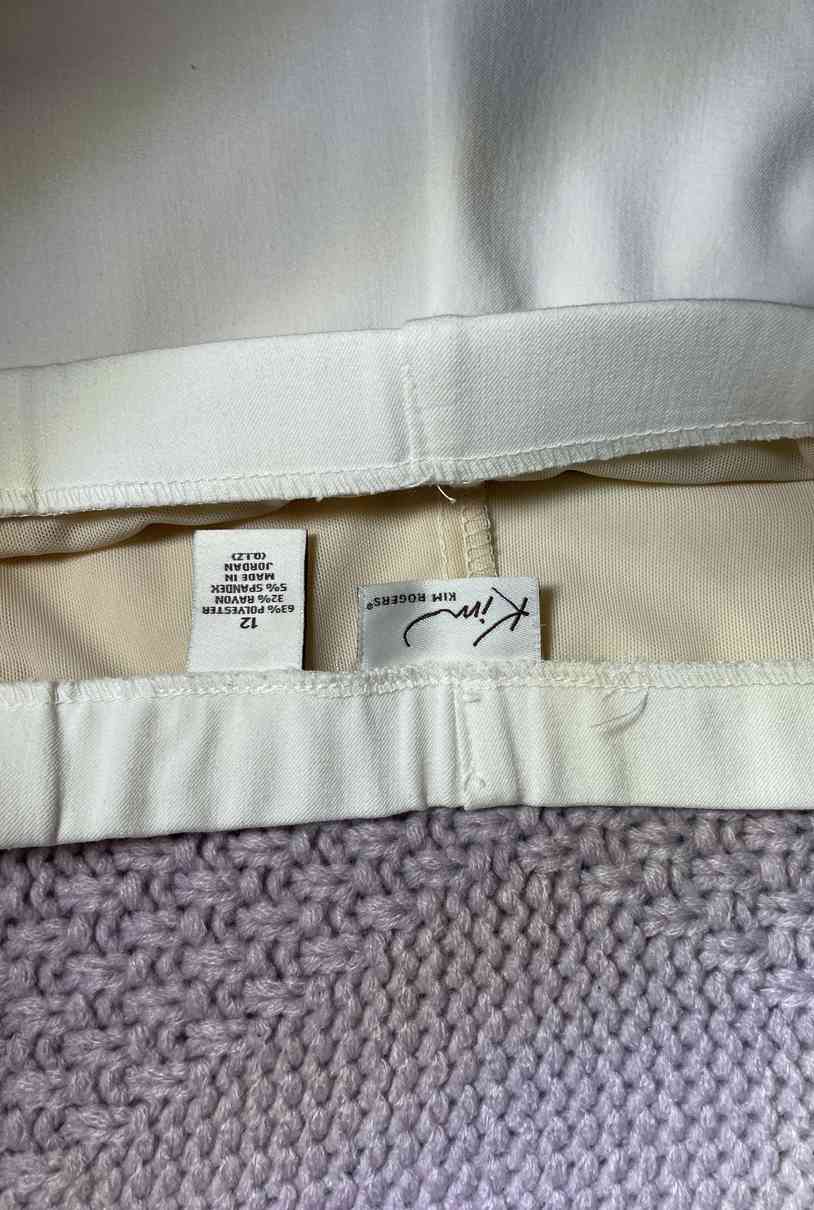 12
63% POLYESTER
32% RAYON
5% SPANDEX
MADE IN
JORDAN
(Q.I.Z)
Kim
KIM ROGERS®